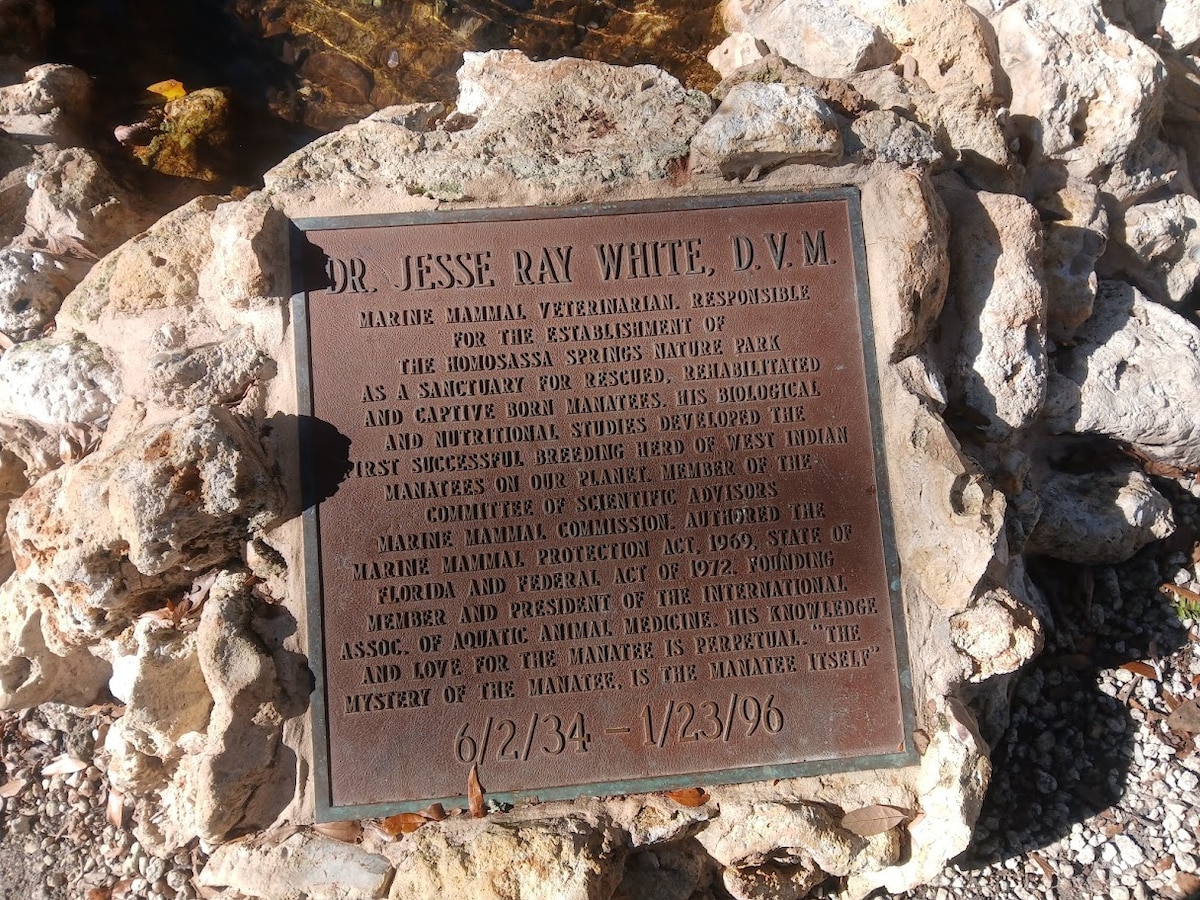 DR. JESSE RAY WHITE, D.V.M.
MARINE MAMMAL VETERINARIAN. RESPONSIBLE
FOR THE ESTABLISHMENT OF
THE HOMOSASSA SPRINGS NATURE PARK
AS A SANCTUARY FOR RESCUED, REHABILITATED
AND CAPTIVE BORN MANATEES. HIS BIOLOGICAL
AND NUTRITIONAL STUDIES DEVELOPED THE
FIRST SUCCESSFUL BREEDING HERD OF WEST INDIAN
MANATEES ON OUR PLANET. MEMBER OF THE
COMMITTEE OF SCIENTIFIC ADVISORS
MARINE MAMMAL COMMISSION. AUTHORED THE
MARINE MAMMAL PROTECTION ACT, 1969, STATE OF
FLORIDA AND FEDERAL ACT OF 1972. FOUNDING
MEMBER AND PRESIDENT OF THE INTERNATIONAL
ASSOC. OF AQUATIC ANIMAL MEDICINE. HIS KNOWLEDGE
AND LOVE FOR THE MANATEE IS PERPETUAL. "THE
MYSTERY OF THE MANATEE, IS THE MANATEE ITSELF"
6/2/34 - 1/23/96